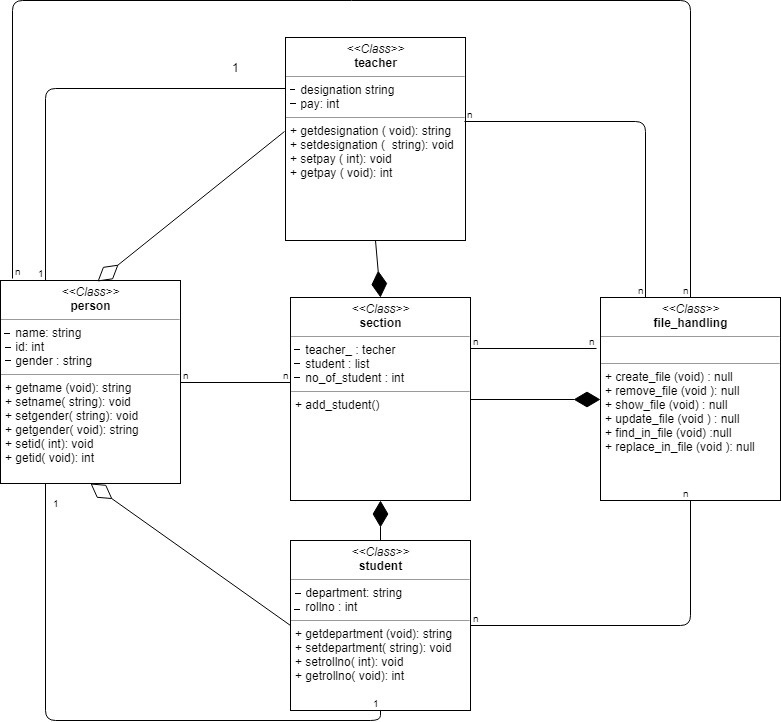 <<Class>>
teacher
– designation string
– pay: int
+ getdesignation ( void): string
+ setdesignation (  string): void
+ setpay ( int): void
+ getpay ( void): int
1
n
n
1
n
n
<<Class>>
person
– name: string
– id: int
– gender : string
+ getname (void): string
+ setname( string): void
+ setgender( string): void
+ getgender( void): string
+ setid( int): void
+ getid( void): int
n
n
1
<<Class>>
section
– teacher_ : techer
– student : list
– no_of_student : int
+ add_student()
n
n
<<Class>>
file_handling
+ create_file (void) : null
+ remove_file (void ): null
+ show_file (void) : null
+ update_file (void ) : null
+ find_in_file (void) :null
+ replace_in_file (void ): null
n
<<Class>>
student
– department: string
– rollno : int
+ getdepartment (void): string
+ setdepartment( string): void
+ setrollno( int): void
+ getrollno( void): int
n
1